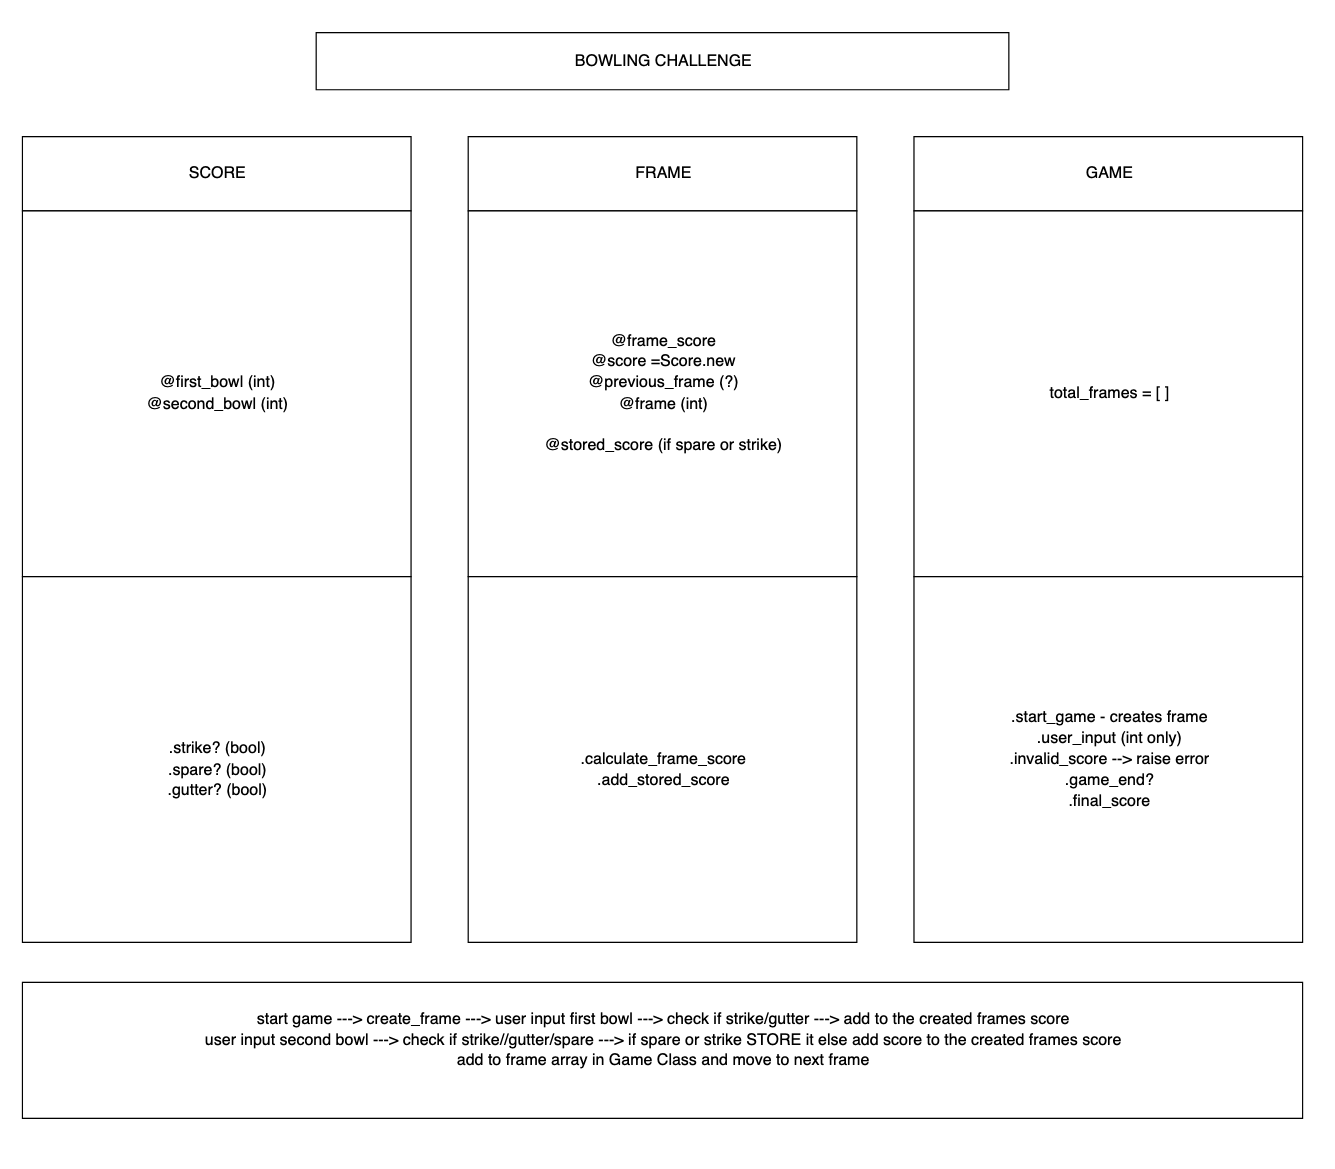 BOWLING CHALLENGE
SCORE
@first_bowl (int)
@second_bowl (int)
.strike? (bool)
.spare? (bool)
.gutter? (bool)
FRAME
@frame_score
@score =Score.new
@previous_frame (?)
@frame (int)
@stored_score (if spare or strike)
.calculate_frame_score
.add_stored_score
GAME
total_frames = [ ]
.start_game - creates frame
.user_input (int only)
.invalid_score --> raise error
.game_end?
.final_score
start game ---> create_frame ---> user input first bowl ---> check if strike/gutter ---> add to the created frames score
user input second bowl ---> check if strike//gutter/spare ---> if spare or strike STORE it else add score to the created frames score
add to frame array in Game Class and move to next frame